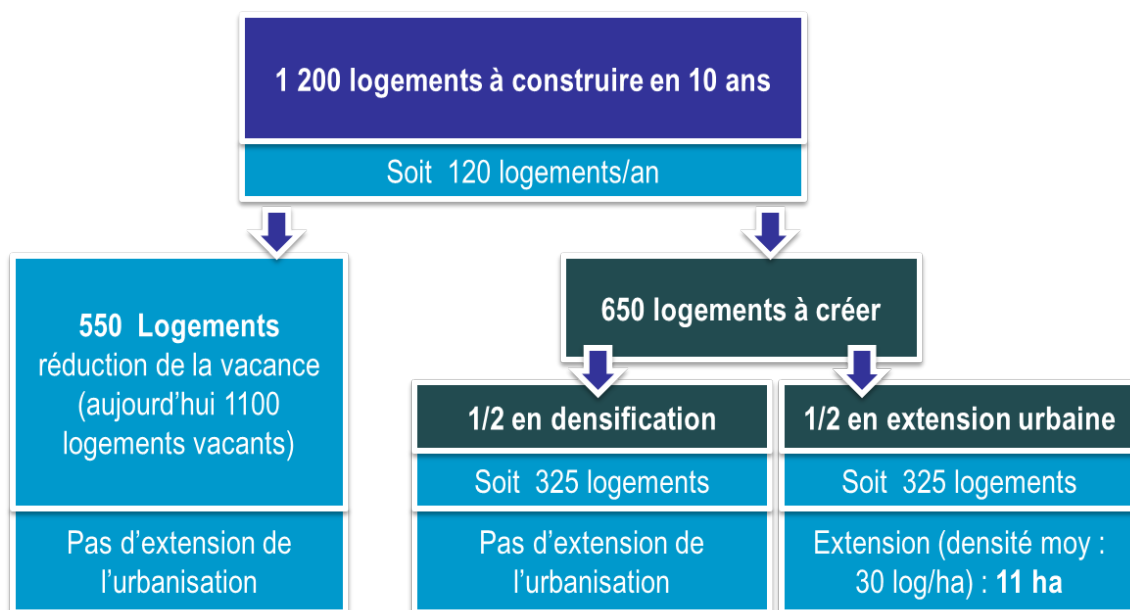 1 200 logements à construire en 10 ans
Soit 120 logements/an
550 Logements
réduction de la vacance
(aujourd’hui 1100
logements vacants)
Pas d’extension de
l’urbanisation
650 logements à créer
1/2 en densification
Soit 325 logements
Pas d’extension de
l’urbanisation
1/2 en extension urbaine
Soit 325 logements
Extension (densité moy :
30 log/ha) : 11 ha